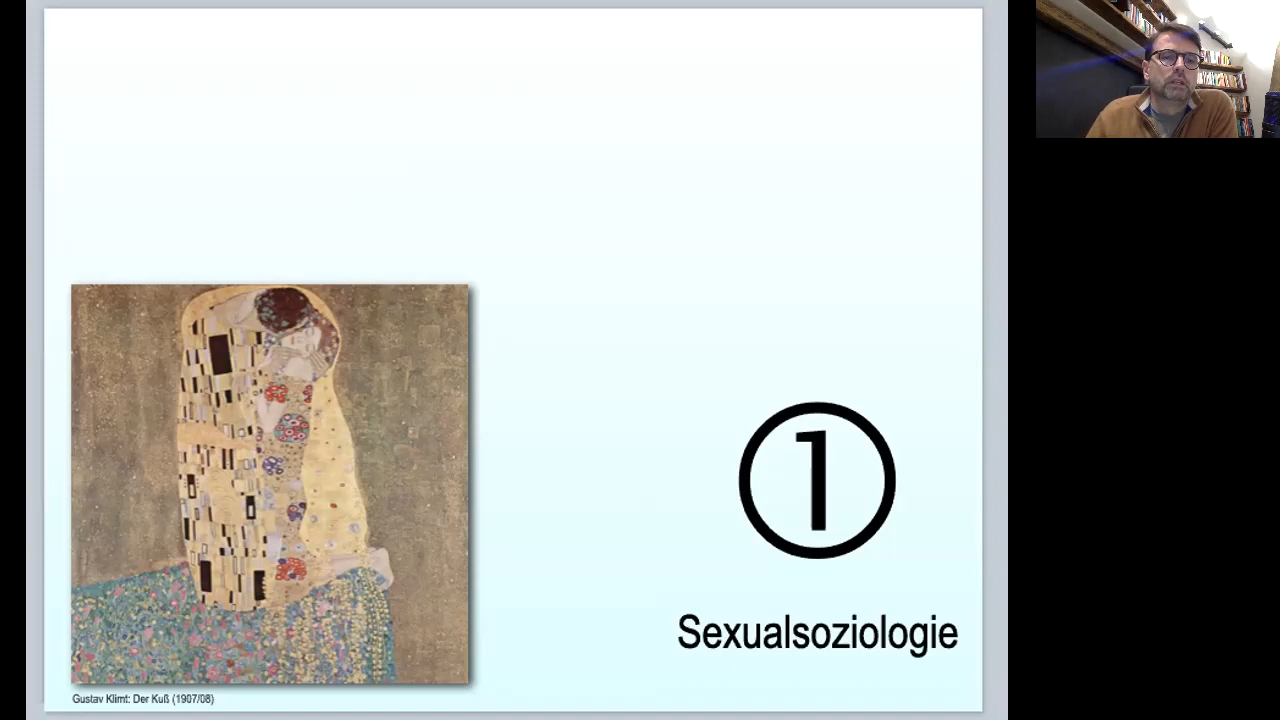 ①
Sexualsoziologie
Gustav Klimt: Der Kuß (1907/08)